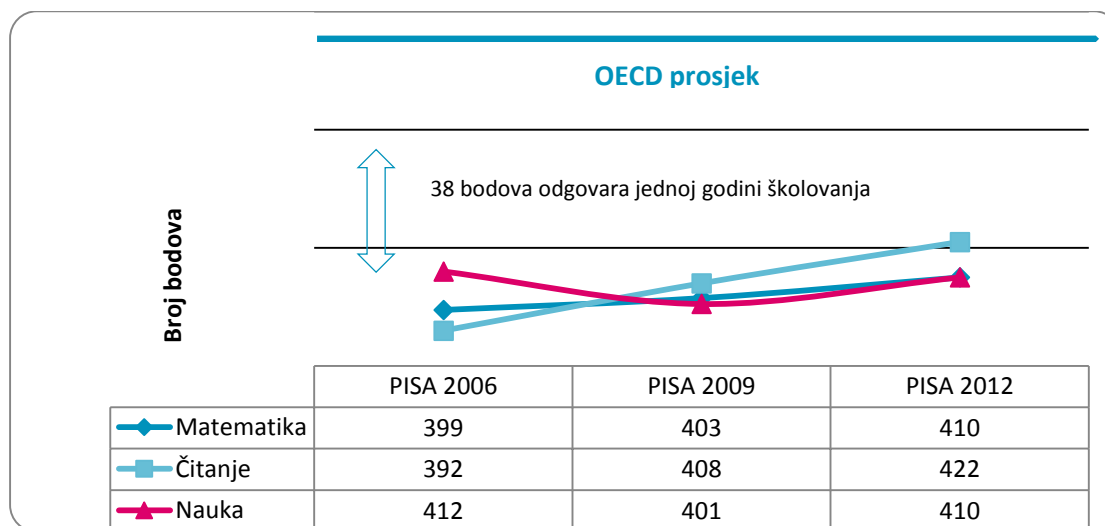 OECD prosjek
38 bodova odgovara jednoj godini školovanja
Broj bodova
PISA 2006 PISA 2009 PISA 2012
Matematika 399 403 410
Čitanje 392 408 422
Nauka 412 401 410